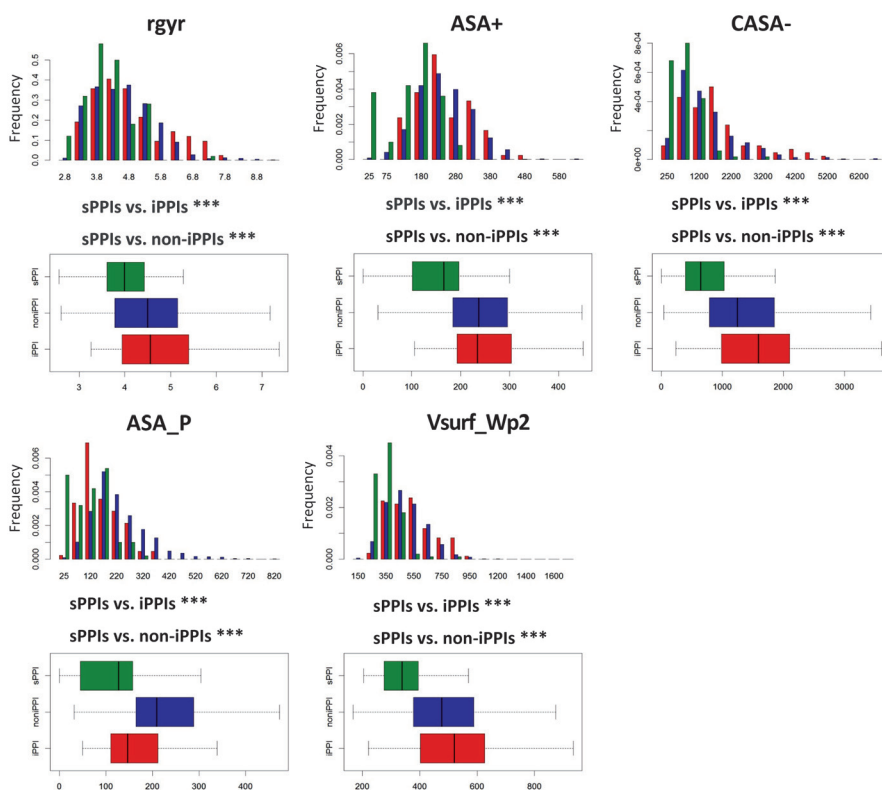 rgyr
Frequency
0.0 0.1 0.2 0.3 0.4 0.5
2.8 3.8 4.8 5.8 6.8 7.8 8.8
sPPIs vs. iPPIs ***
sPPIs vs. non-iPPIs ***
sPPI
noniPPI
iPPI
3 4 5 6 7
ASA+
Frequency
0.000 0.002 0.004 0.006
25 75 180 280 380 480 580
sPPIs vs. iPPIs ***
sPPIs vs. non-iPPIs ***
sPPI
noniPPI
iPPI
0 100 200 300 400
CASA-
Frequency
0e+00 2e-04 4e-04 6e-04 8e-04
250 1200 2200 3200 4200 5200 6200
sPPIs vs. iPPIs ***
sPPIs vs. non-iPPIs ***
sPPI
noniPPI
iPPI
0 1000 2000 3000
ASA_P
Frequency
0.000 0.002 0.004 0.006
25 120 220 320 420 520 620 720 820
sPPIs vs. iPPIs ***
sPPIs vs. non-iPPIs ***
sPPI
noniPPI
iPPI
0 100 200 300 400
Vsurf_Wp2
Frequency
0.000 0.002 0.004
150 350 550 750 950 1200 1400 1600
sPPIs vs. iPPIs ***
sPPIs vs. non-iPPIs ***
sPPI
noniPPI
iPPI
200 400 600 800